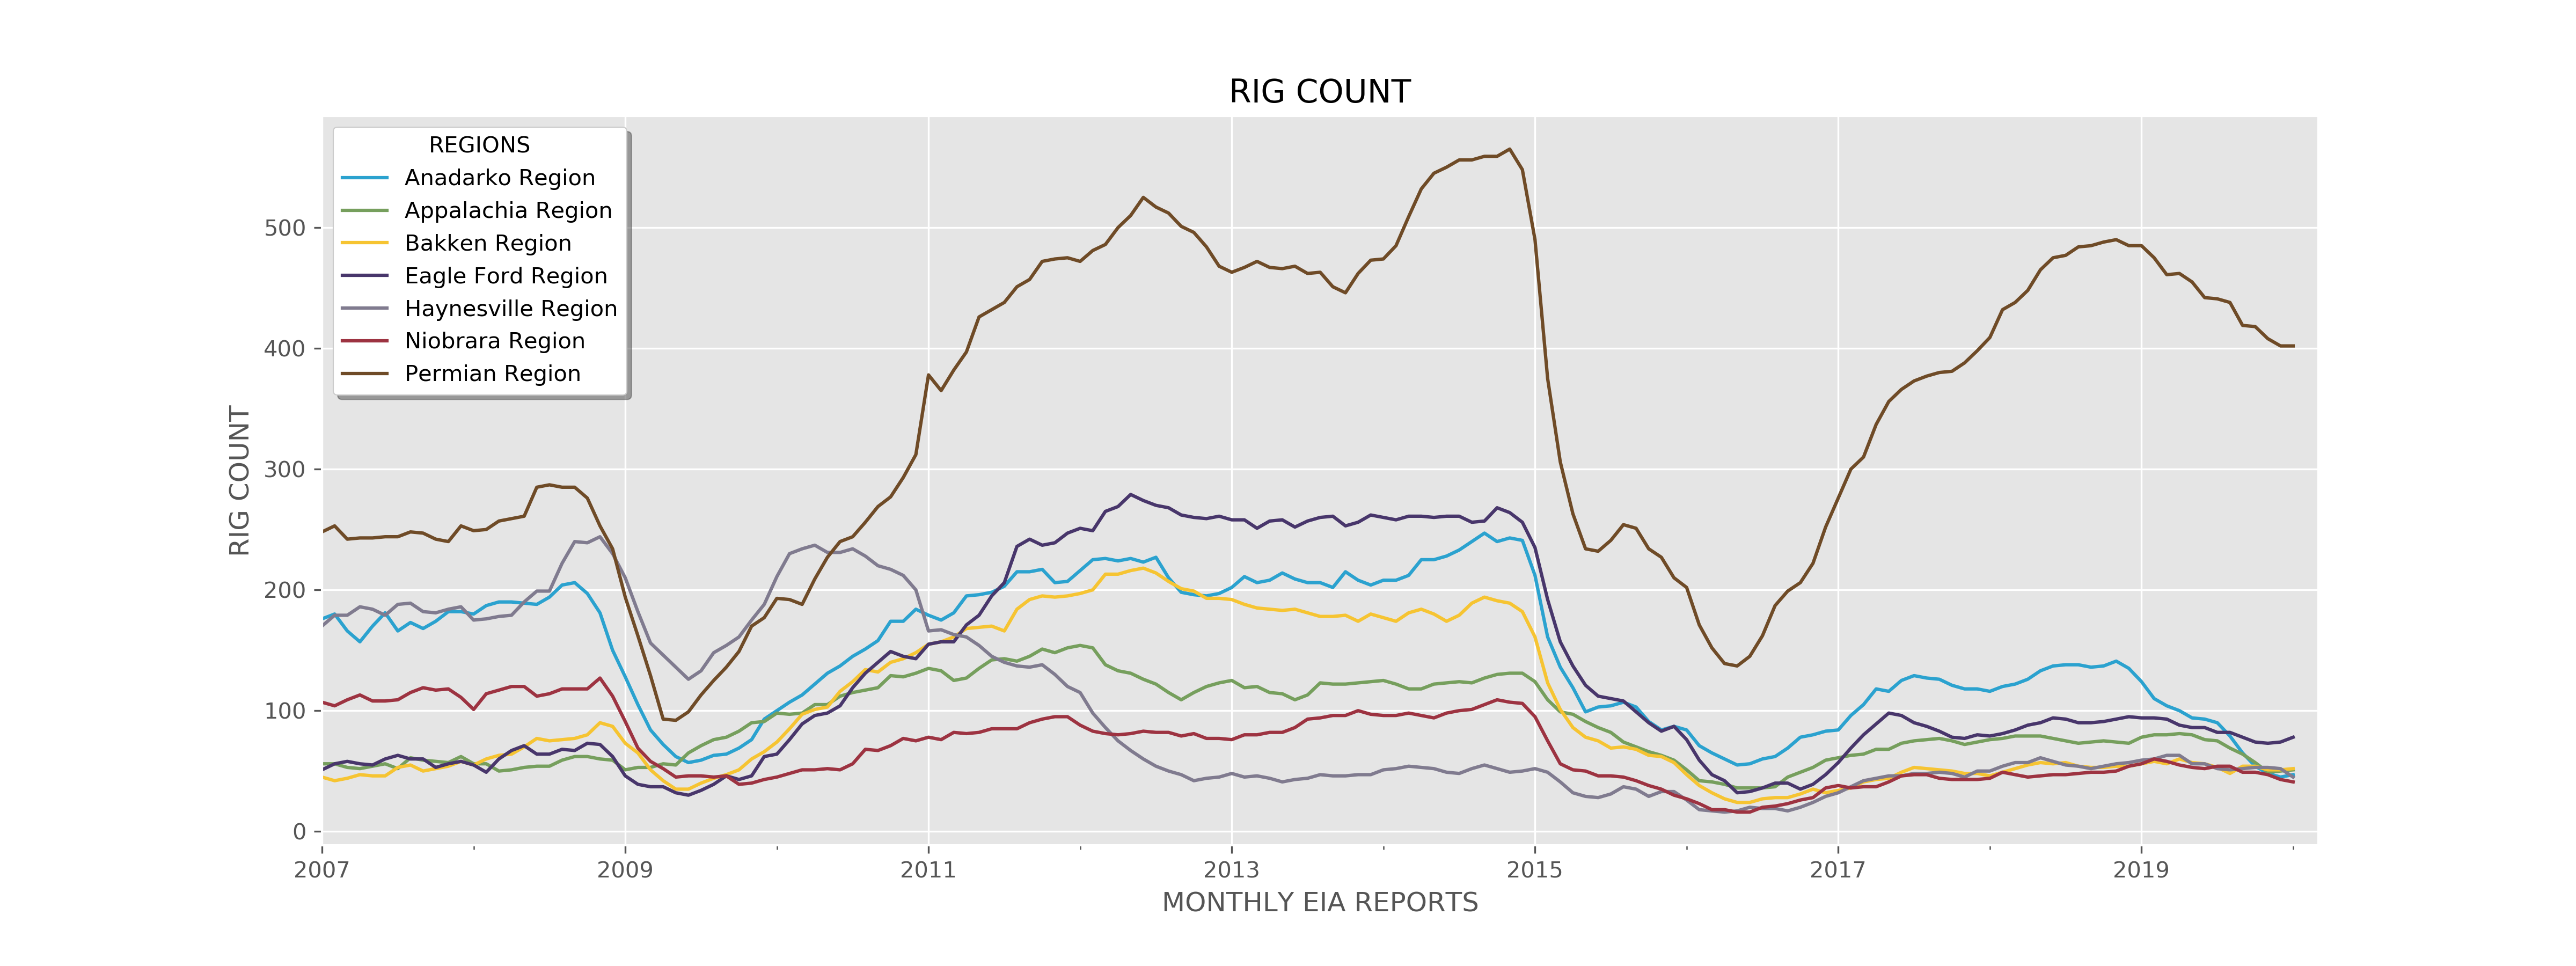 RIG COUNT
REGIONS
Anadarko Region
Appalachia Region
Bakken Region
Eagle Ford Region
Haynesville Region
Niobrara Region
Permian Region
RIG COUNT
500
400
300
200
100
0
2007 2009 2011 2013 2015 2017 2019
MONTHLY EIA REPORTS